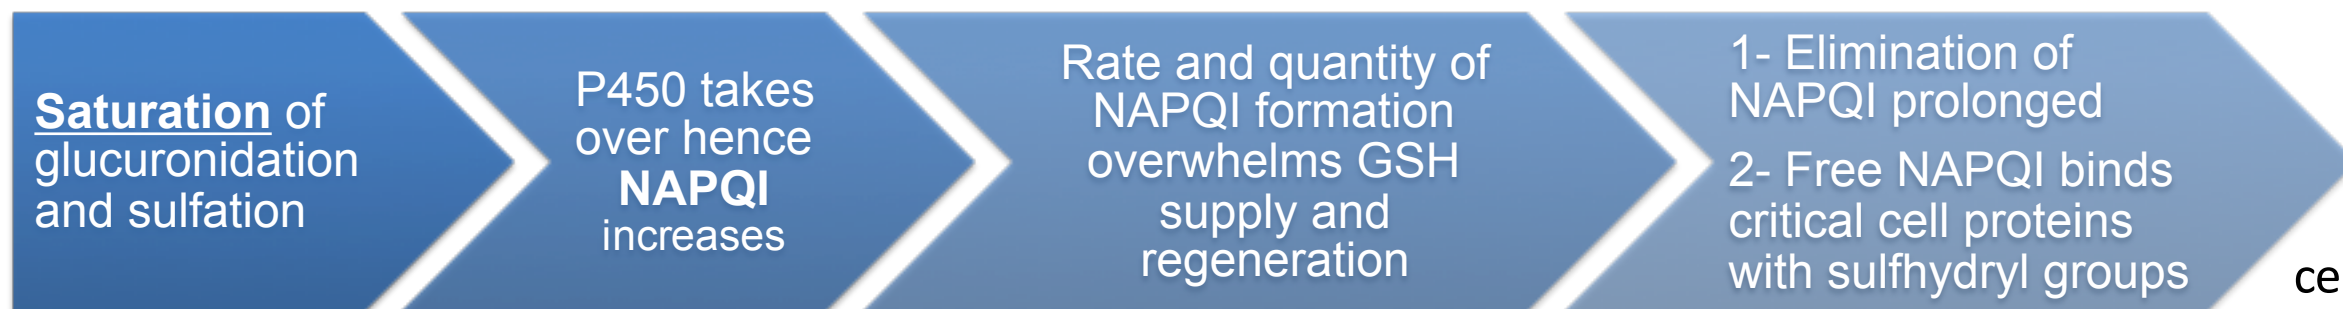 Saturation of
glucuronidation
and sulfation
P450 takes
over hence
NAPQI
increases
Rate and quantity of
NAPQI formation
overwhelms GSH
supply and
regeneration
1- Elimination of
NAPQI prolonged
2- Free NAPQI binds
critical cell proteins
with sulfhydryl groups
ce